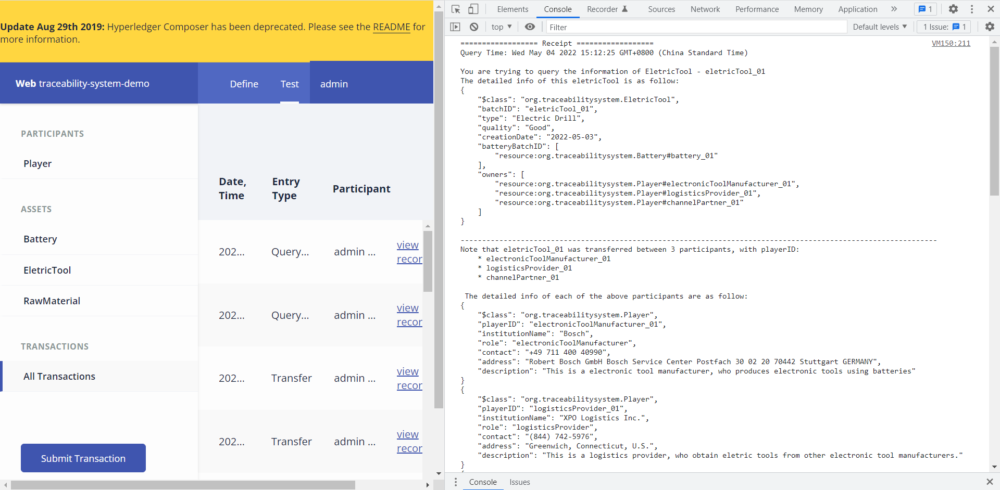 Update Aug 29th 2019: Hyperledger Composer has been deprecated. Please see the README for
more information.
Web traceability-system-demo
Define
Test
admin
PARTICIPANTS
Player
ASSETS
Battery
EletricTool
RawMaterial
TRANSACTIONS
All Transactions
Submit Transaction
Date,
Time
Entry
Type
Participant
202...
Query...
admin ...
view
recor
202...
Query...
admin ...
view
recor
202...
Transfer
admin ...
view
recor
202...
Transfer
admin ...
view
recor
Elements
Console
Recorder
Sources
Network
Performance
Memory
Application
1
top
Filter
Default levels
1 Issue: 1
================== Receipt ==================
VM150:211
Query Time: Wed May 04 2022 15:12:25 GMT+0800 (China Standard Time)
You are trying to query the information of EletricTool - eletricTool_01
The detailed info of this eletricTool is as follow:
{
"$class": "org.traceabilitysystem.EletricTool",
"batchID": "eletricTool_01",
"type": "Electric Drill",
"quality": "Good",
"creationDate": "2022-05-03",
"batteryBatchID": [
"resource:org.traceabilitysystem.Battery#battery_01"
],
"owners": [
"resource:org.traceabilitysystem.Player#electronicToolManufacturer_01",
"resource:org.traceabilitysystem.Player#logisticsProvider_01",
"resource:org.traceabilitysystem.Player#channelPartner_01"
]
}
---------------------------------------------------------------------------------------------------------------
Note that eletricTool_01 was transferred between 3 participants, with playerID:
* electronicToolManufacturer_01
* logisticsProvider_01
* channelPartner_01
The detailed info of each of the above participants are as follow:
{
"$class": "org.traceabilitysystem.Player",
"playerID": "electronicToolManufacturer_01",
"institutionName": "Bosch",
"role": "electronicToolManufacturer",
"contact": "+49 711 400 40990",
"address": "Robert Bosch GmbH Bosch Service Center Postfach 30 02 20 70442 Stuttgart GERMANY",
"description": "This is a electronic tool manufacturer, who produces electronic tools using batteries"
}
{
"$class": "org.traceabilitysystem.Player",
"playerID": "logisticsProvider_01",
"institutionName": "XPO Logistics Inc.",
"role": "logisticsProvider",
"contact": "(844) 742-5976",
"address": "Greenwich, Connecticut, U.S.",
"description": "This is a logistics provider, who obtain eletric tools from other electronic tool manufacturers."
}
Console
Issues